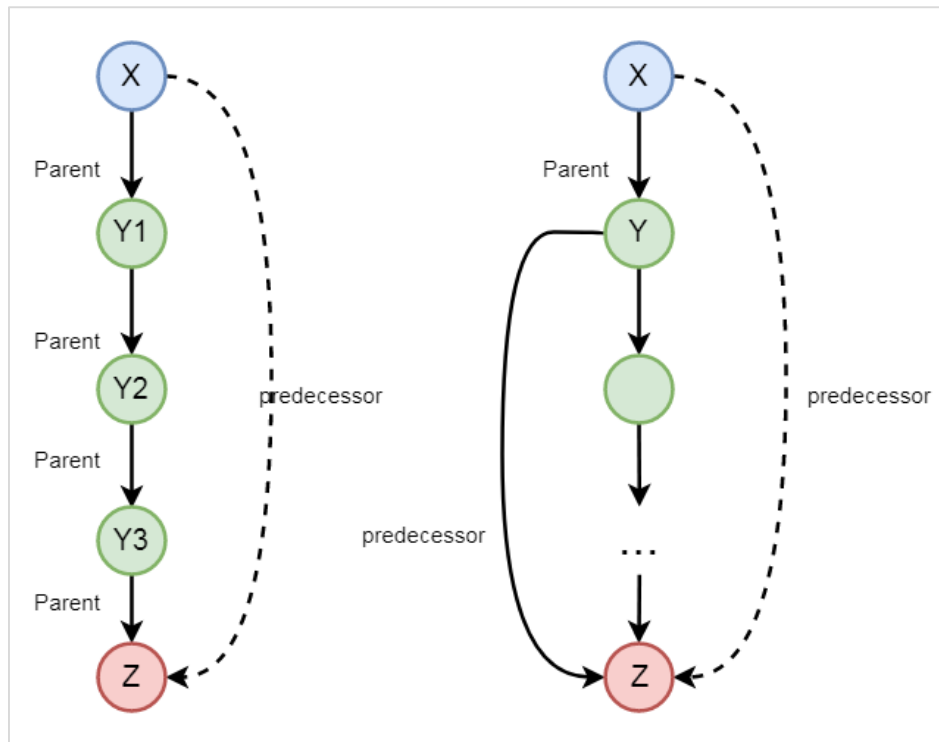 X
Parent
Y1
Parent
Y2
predecessor
Parent
Y3
Parent
Z
X
Parent
Y
predecessor
predecessor
...
Z